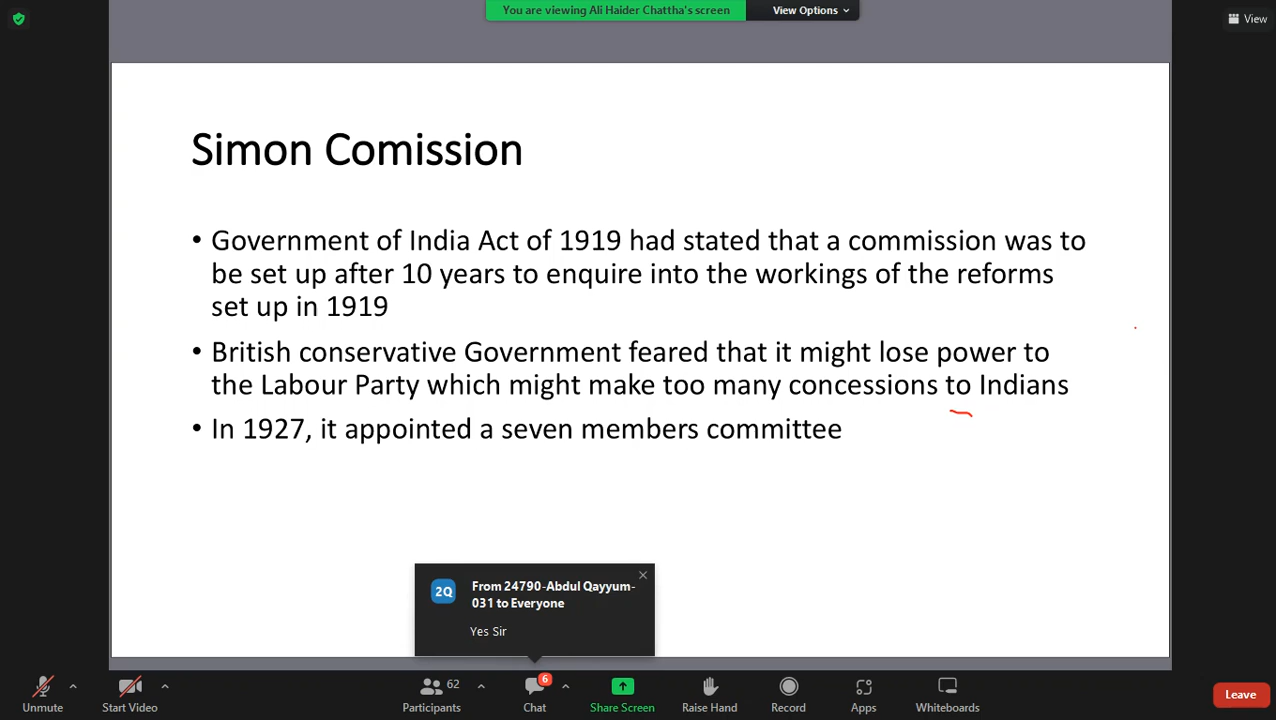 You are viewing Ali Haider Chattha's screen
View Options
View
Simon Comission
• Government of India Act of 1919 had stated that a commission was to
be set up after 10 years to enquire into the workings of the reforms
set up in 1919
• British conservative Government feared that it might lose power to
the Labour Party which might make too many concessions to Indians
• In 1927, it appointed a seven members committee
2Q
From 24790-Abdul Qayyum-
031 to Everyone
Yes Sir
62
6
Unmute
Start Video
Participants
Chat
Share Screen
Raise Hand
Record
Apps
Whiteboards
Leave